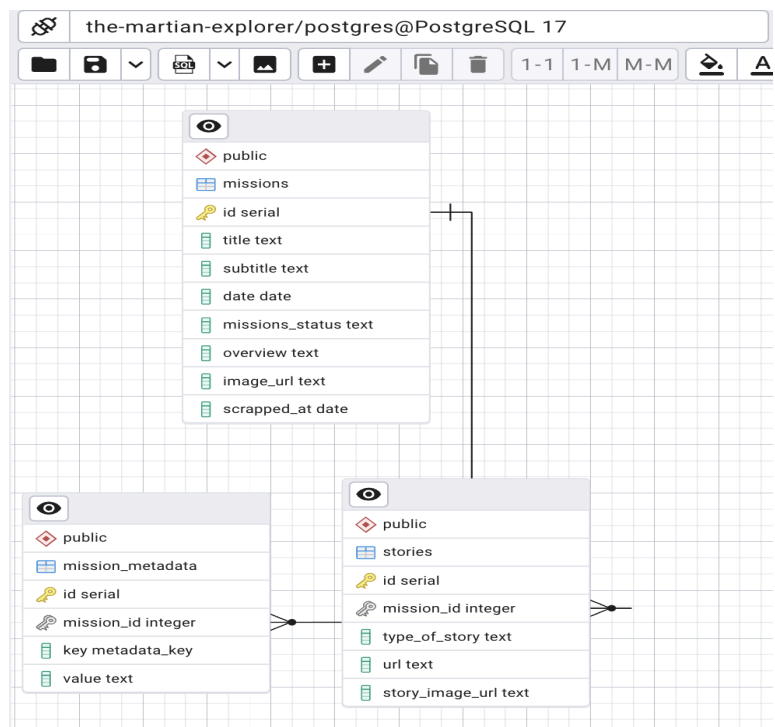 the-martian-explorer/postgres@PostgreSQL 17
SQL
1-1 1-M M-M
A
public
missions
id serial
title text
subtitle text
date date
missions_status text
overview text
image_url text
scrapped_at date
public
mission_metadata
id serial
mission_id integer
key metadata_key
value text
public
stories
id serial
mission_id integer
type_of_story text
url text
story_image_url text